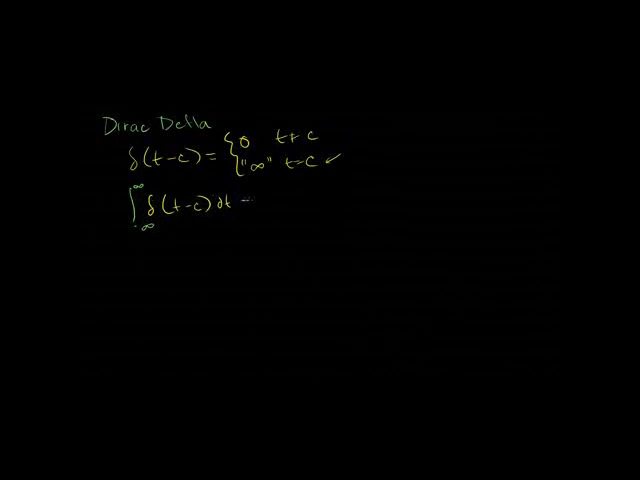 Dirac Delta
δ(t-c) = { 0 t≠c
{ "∞" t=c ✓
∫_{-∞}^{∞} δ(t-c) dt =